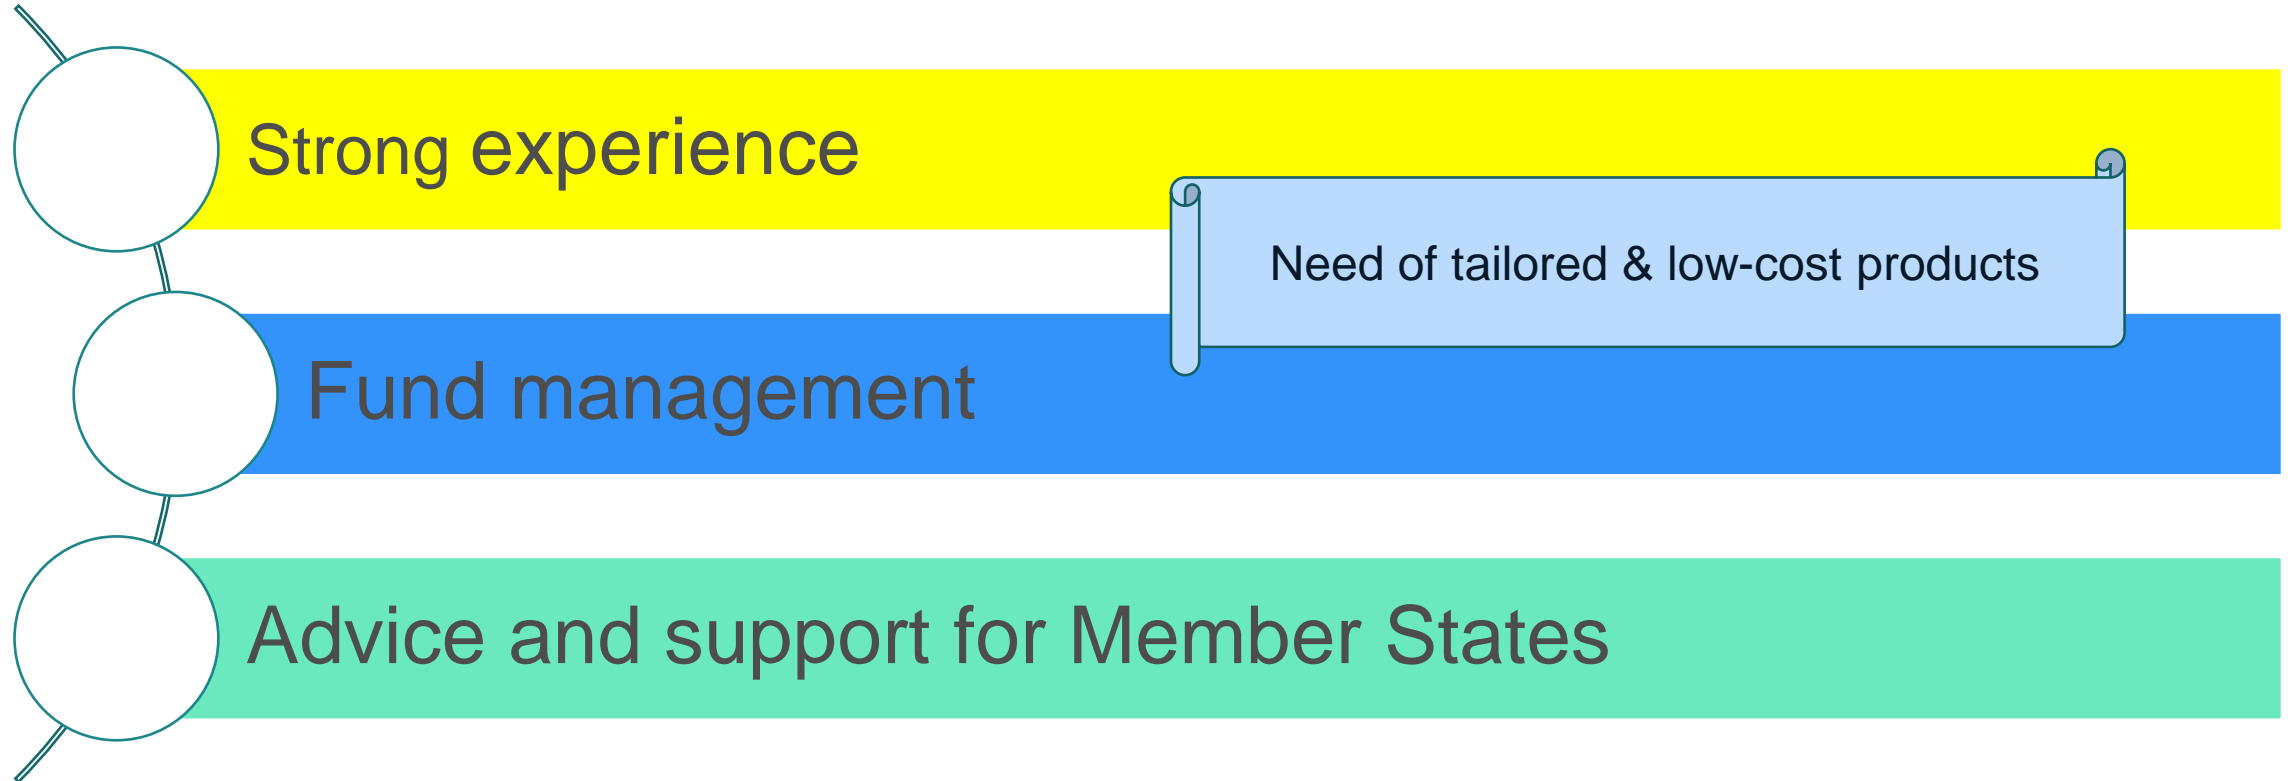 Strong experience
Need of tailored & low-cost products
Fund management
Advice and support for Member States